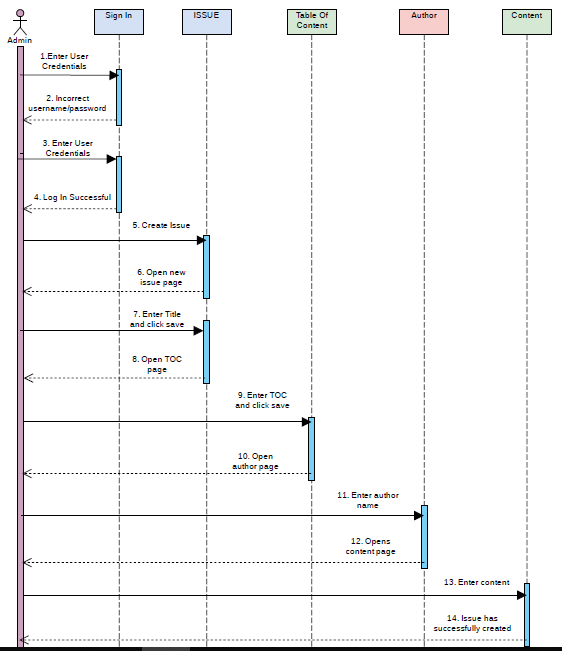 Sign In
ISSUE
Table Of
Content
Author
Content
Admin
1.Enter User
Credentials
2. Incorrect
username/password
3. Enter User
Credentials
4. Log In Successful
5. Create Issue
6. Open new
issue page
7. Enter Title
and click save
8. Open TOC
page
9. Enter TOC
and click save
10. Open
author page
11. Enter author
name
12. Opens
content page
13. Enter content
14. Issue has
successfully created